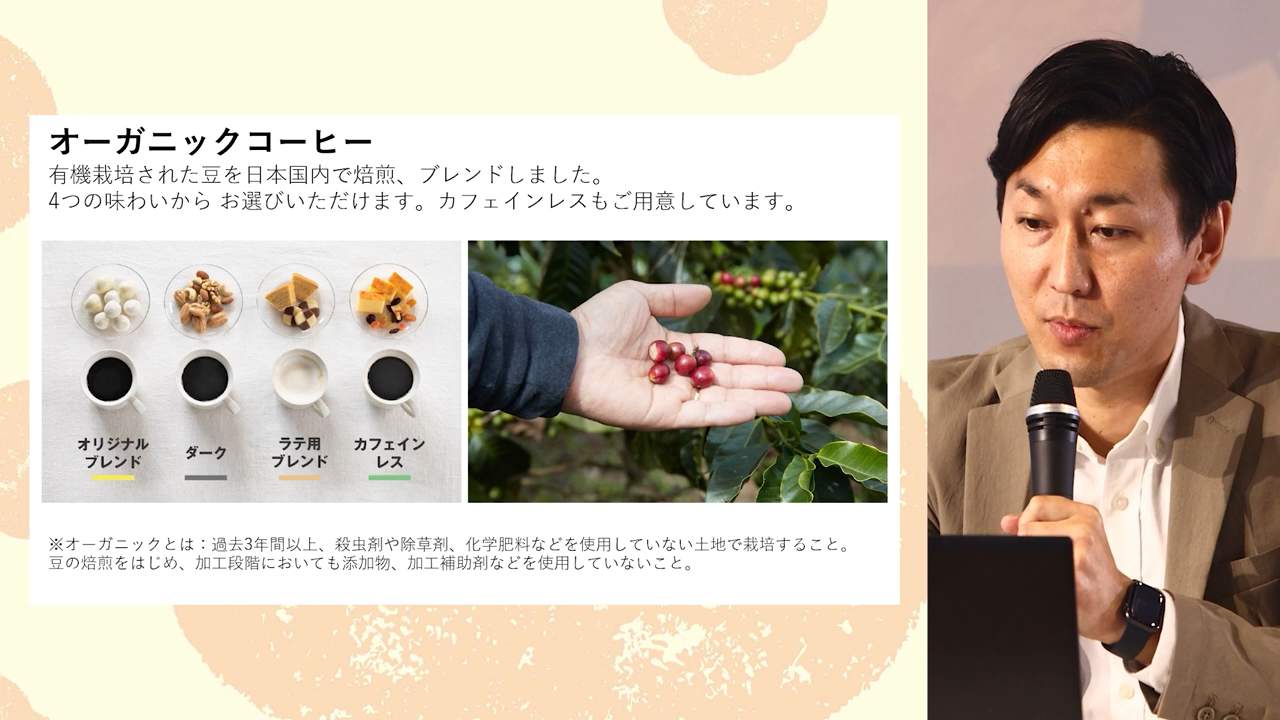 オーガニックコーヒー
有機栽培された豆を日本国内で焙煎、ブレンドしました。
4つの味わいから お選びいただけます。カフェインレスもご用意しています。
オリジナル
ブレンド
ダーク
ラテ用
ブレンド
カフェイン
レス
※オーガニックとは：過去3年間以上、殺虫剤や除草剤、化学肥料などを使用していない土地で栽培すること。
豆の焙煎をはじめ、加工段階においても添加物、加工補助剤などを使用していないこと。